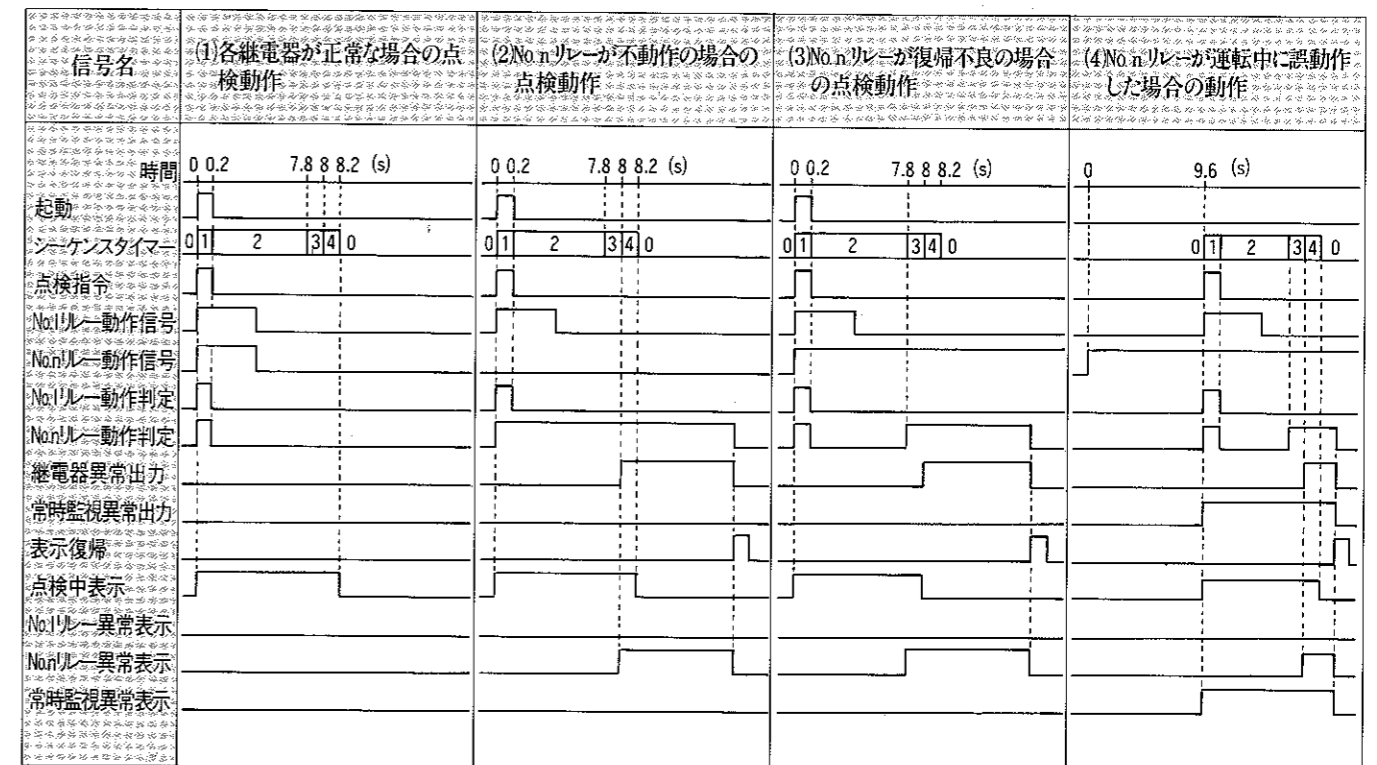 信号名
(1)各継電器が正常な場合の点
検動作
(2)No.nリレーが不動作の場合の
点検動作
(3)No.nリレーが復帰不良の場合
の点検動作
(4)No.nリレーが運転中に誤動作
した場合の動作
時間 0 0.2 7.8 8 8.2 (s) 0 0.2 7.8 8 8.2 (s) 0 0.2 7.8 8 8.2 (s) 0 9.6 (s)
起動
シーケンスタイマー 0 1 2 3 4 0 0 1 2 3 4 0 0 1 2 3 4 0 0 1 2 3 4 0
点検指令
No.1リレー動作信号
No.nリレー動作信号
No.1リレー動作判定
No.nリレー動作判定
継電器異常出力
常時監視異常出力
表示復帰
点検中表示
No.1リレー異常表示
No.nリレー異常表示
常時監視異常表示